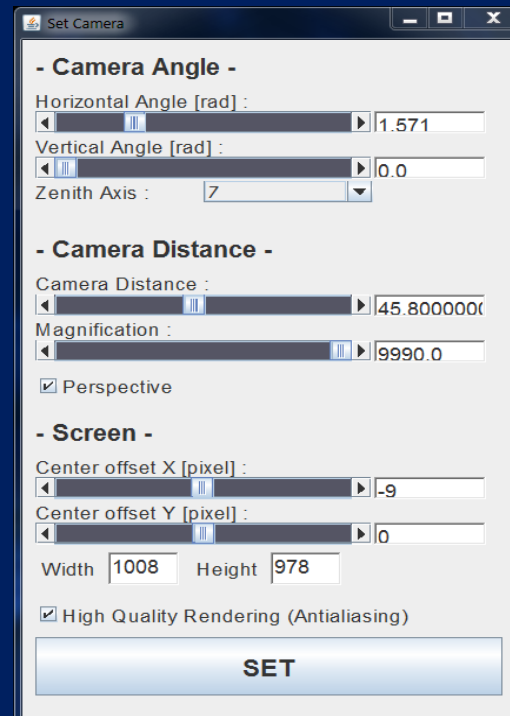 Set Camera
- Camera Angle -
Horizontal Angle [rad] :
1.571
Vertical Angle [rad] :
0.0
Zenith Axis : Z
- Camera Distance -
Camera Distance :
45.8000000
Magnification :
9990.0
Perspective
- Screen -
Center offset X [pixel] :
-9
Center offset Y [pixel] :
0
Width 1008 Height 978
High Quality Rendering (Antialiasing)
SET